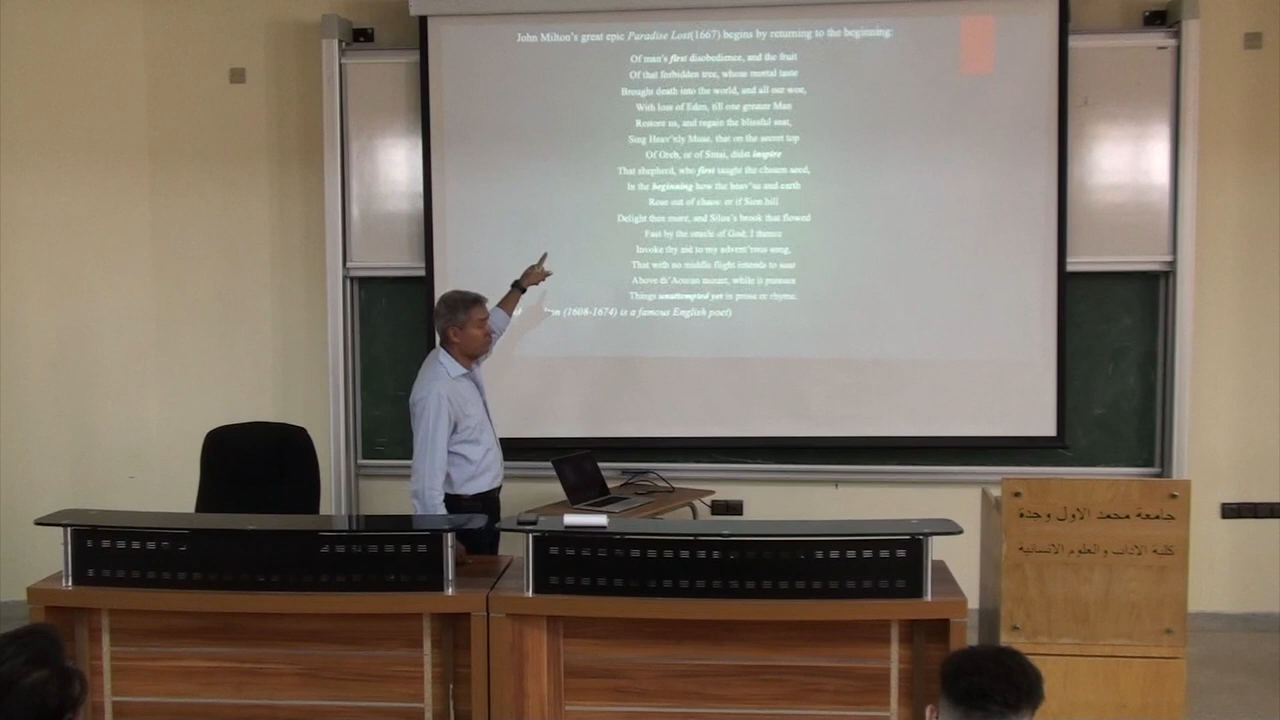 John Milton's great epic Paradise Lost(1667) begins by returning to the beginning:
Of man's first disobedience, and the fruit
Of that forbidden tree, whose mortal taste
Brought death into the world, and all our woe,
With loss of Eden, till one greater Man
Restore us, and regain the blissful seat,
Sing Heav'nly Muse, that on the secret top
Of Oreb, or of Sinai, didst inspire
That shepherd, who first taught the chosen seed,
In the beginning how the heav'ns and earth
Rose out of chaos: or if Sion hill
Delight thee more, and Siloa's brook that flowed
Fast by the oracle of God; I thence
Invoke thy aid to my advent'rous song,
That with no middle flight intends to soar
Above th'Aonian mount, while it pursues
Things unattempted yet in prose or rhyme.
(1608-1674) is a famous English poet)
جامعة محمد الاول وجدة
كلية الاداب والعلوم الانسانية